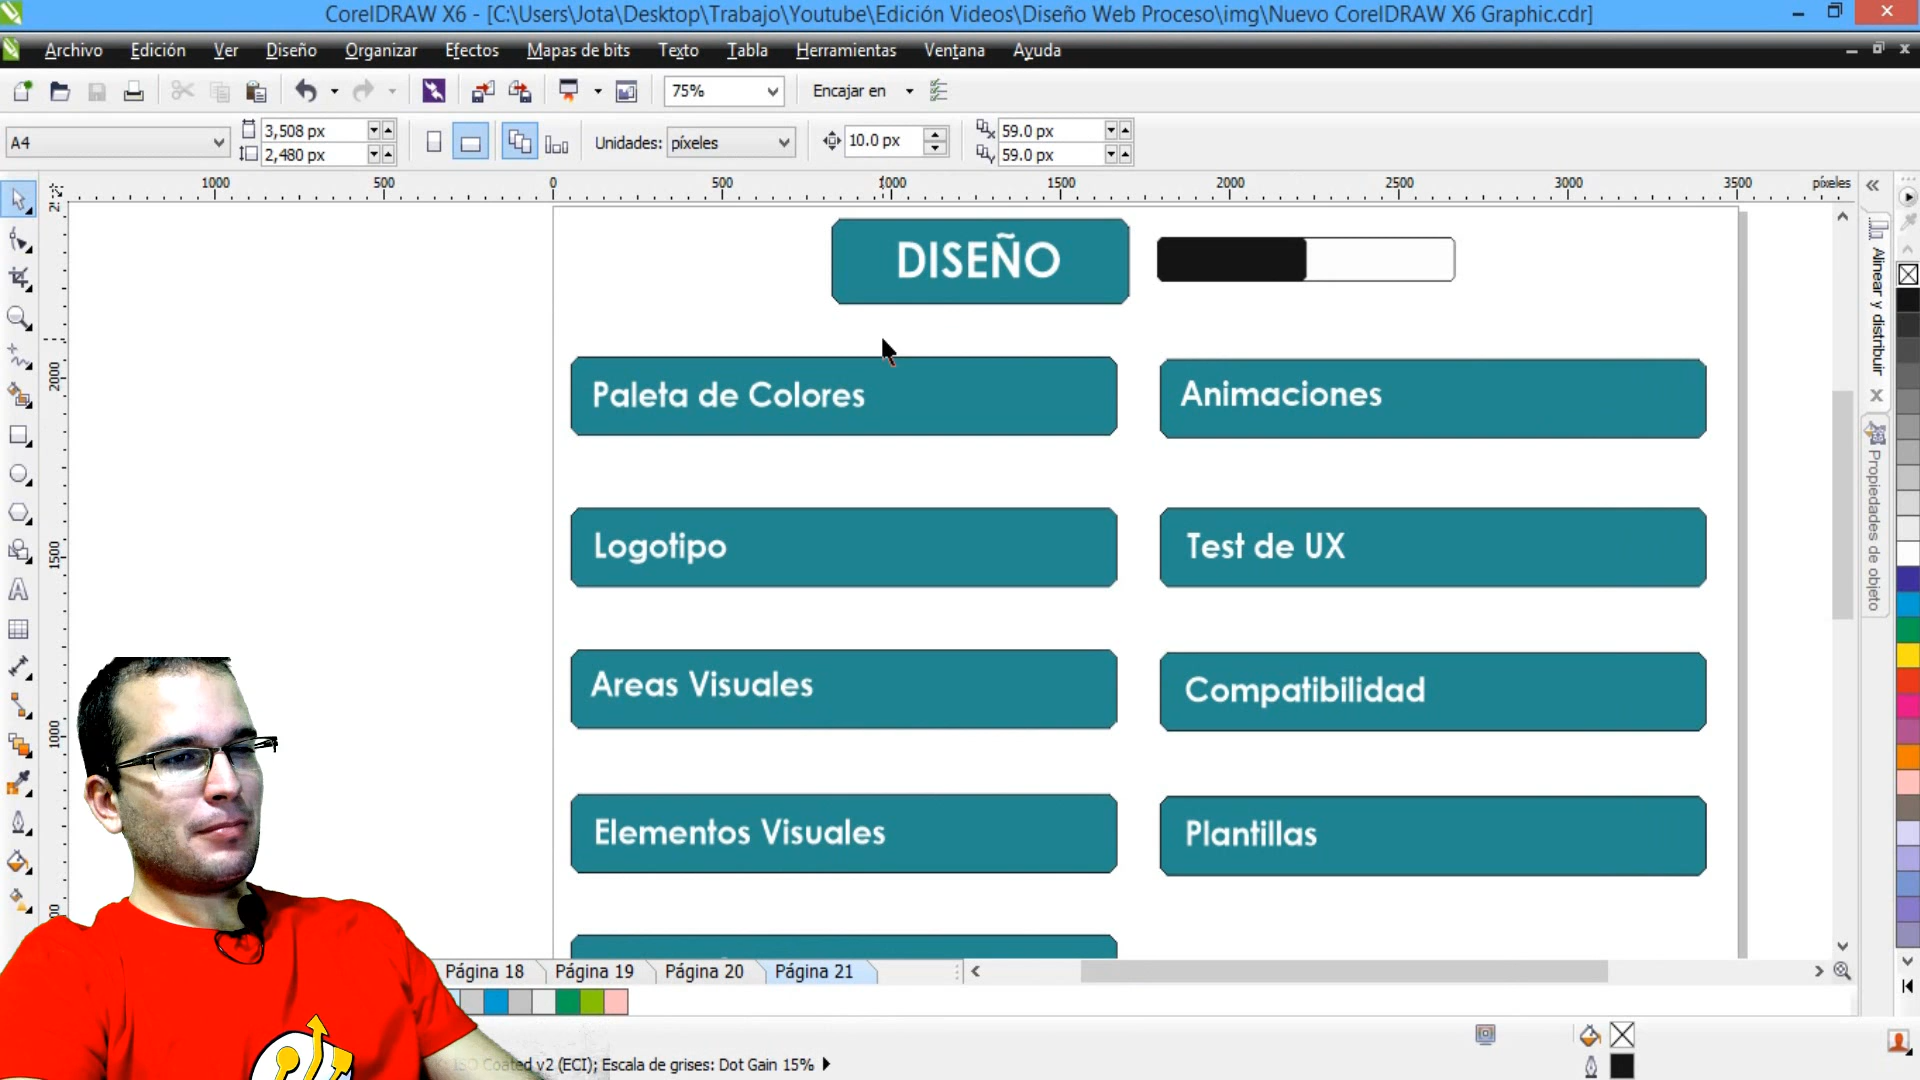 CorelDRAW X6 - [C:\Users\Jota\Desktop\Trabajo\Youtube\Edición Videos\Diseño Web Proceso\img\Nuevo CorelDRAW X6 Graphic.cdr]
Archivo Edición Ver Diseño Organizar Efectos Mapas de bits Texto Tabla Herramientas Ventana Ayuda
75% Encajar en
A4 3,508 px 2,480 px Unidades: píxeles 10.0 px 59.0 px 59.0 px
1000 500 0 500 1000 1500 2000 2500 3000 3500 píxeles
2000
1500
1000
DISEÑO
Paleta de Colores
Animaciones
Logotipo
Test de UX
Areas Visuales
Compatibilidad
Elementos Visuales
Plantillas
Alinear y distribuir
Propiedades de objeto
Página 18 Página 19 Página 20 Página 21
Coated v2 (ECI); Escala de grises: Dot Gain 15%